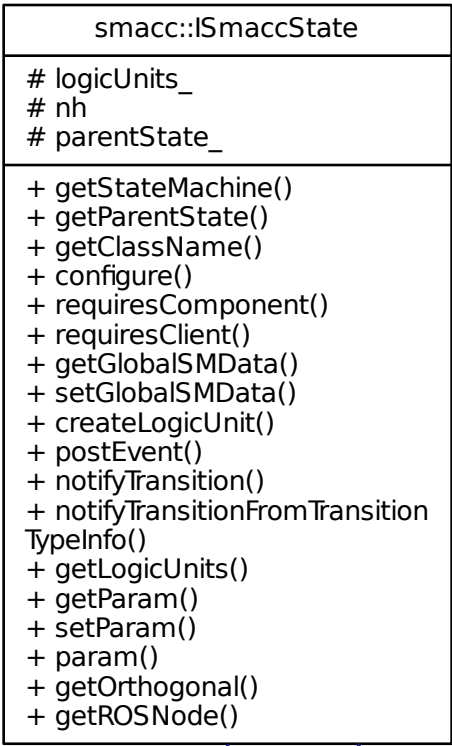 smacc::ISmaccState
# logicUnits_
# nh
# parentState_
+ getStateMachine()
+ getParentState()
+ getClassName()
+ configure()
+ requiresComponent()
+ requiresClient()
+ getGlobalSMData()
+ setGlobalSMData()
+ createLogicUnit()
+ postEvent()
+ notifyTransition()
+ notifyTransitionFromTransition
TypeInfo()
+ getLogicUnits()
+ getParam()
+ setParam()
+ param()
+ getOrthogonal()
+ getROSNode()